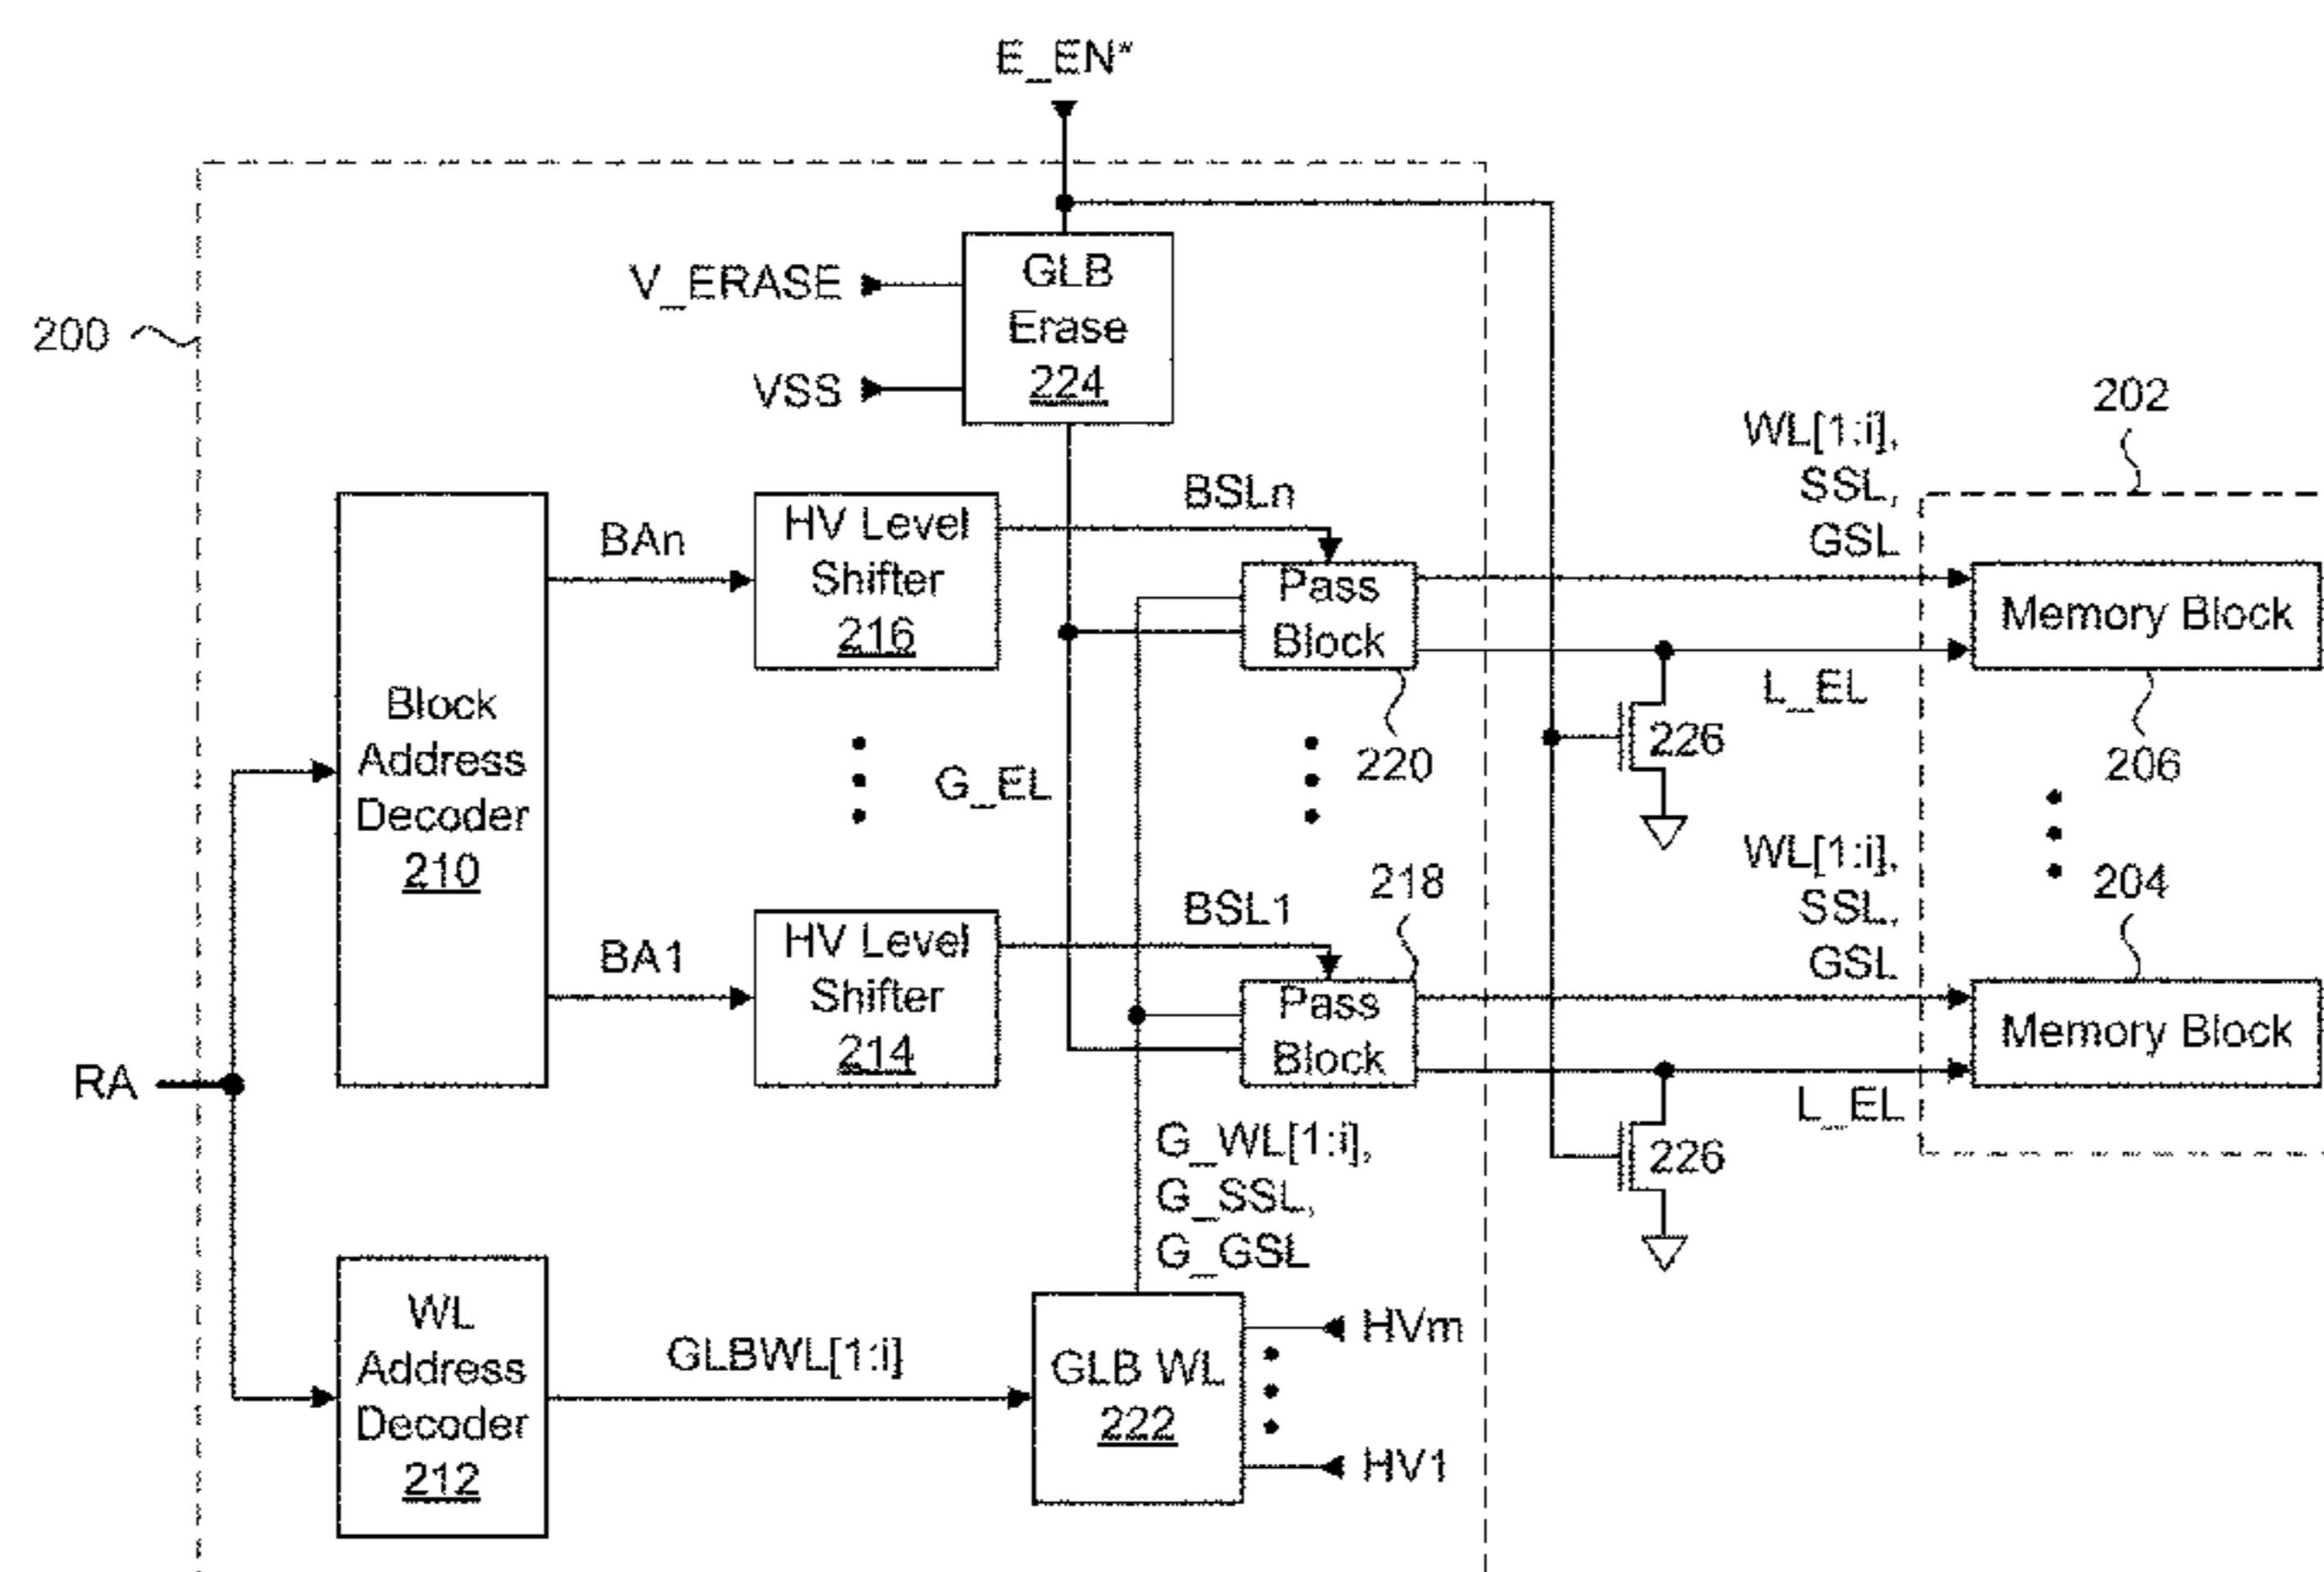 E_EN*
200
V_ERASE
VSS
GLB
Erase
224
202
WL[1:i],
SSL,
GSL
Block
Address
Decoder
210
BAn
HV Level
Shifter
216
BSLn
Pass
Block
220
L_EL
226
Memory Block
206
G_EL
BA1
HV Level
Shifter
214
BSL1
218
Pass
Block
WL[1:i],
SSL,
GSL
204
Memory Block
L_EL
226
RA
G_WL[1:i],
G_SSL,
G_GSL
WL
Address
Decoder
212
GLBWL[1:i]
GLB WL
222
HVm
HV1